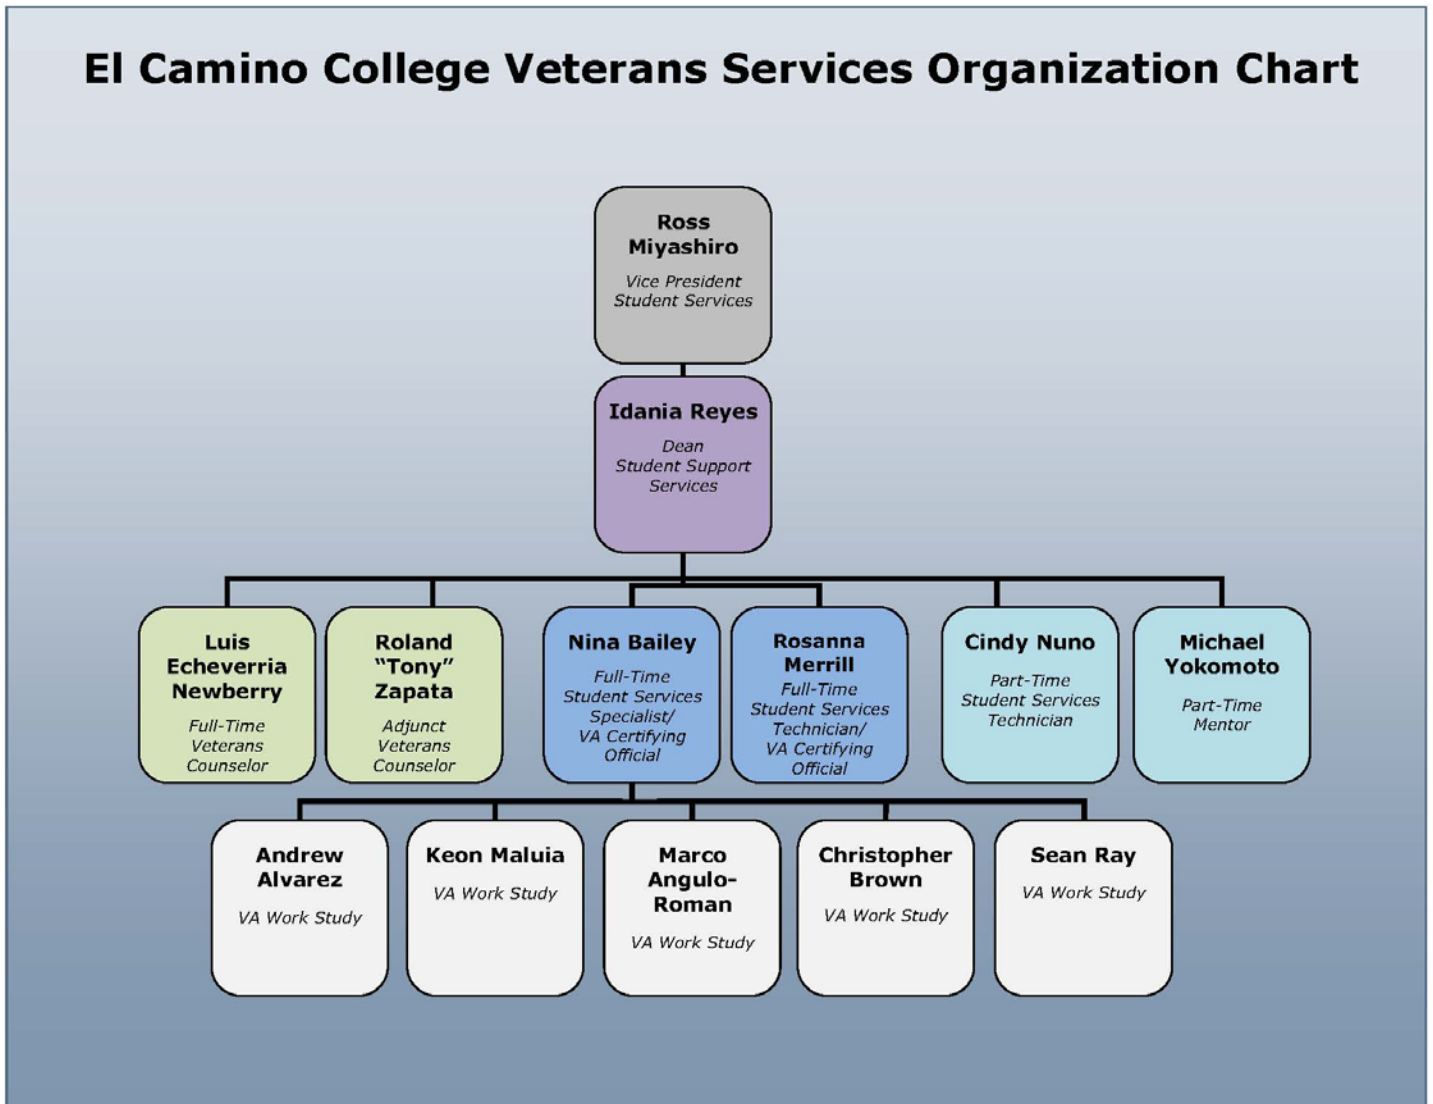 El Camino College Veterans Services Organization Chart
Ross
Miyashiro
Vice President
Student Services
Idania Reyes
Dean
Student Support
Services
Luis
Echeverria
Newberry
Full-Time
Veterans
Counselor
Roland
“Tony”
Zapata
Adjunct
Veterans
Counselor
Nina Bailey
Full-Time
Student Services
Specialist/
VA Certifying
Official
Rosanna
Merrill
Full-Time
Student Services
Technician/
VA Certifying
Official
Cindy Nuno
Part-Time
Student Services
Technician
Michael
Yokomoto
Part-Time
Mentor
Andrew
Alvarez
VA Work Study
Keon Maluia
VA Work Study
Marco
Angulo-
Roman
VA Work Study
Christopher
Brown
VA Work Study
Sean Ray
VA Work Study